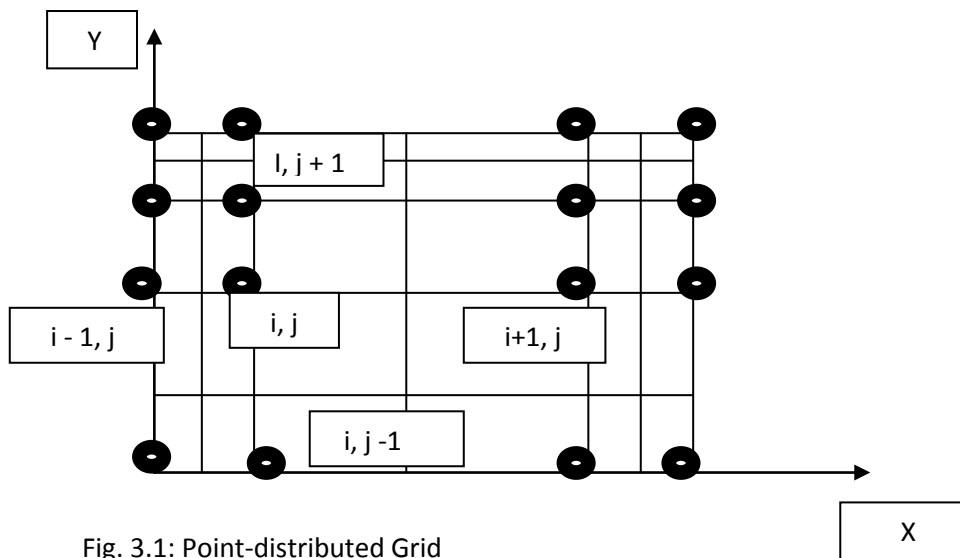 Y
I, j + 1
i - 1, j
i, j
i+1, j
i, j -1
X
Fig. 3.1: Point-distributed Grid